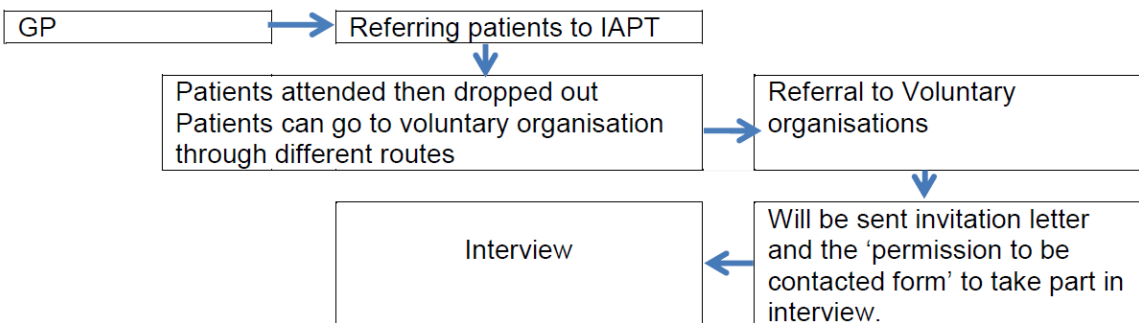 GP
Referring patients to IAPT
Patients attended then dropped out
Patients can go to voluntary organisation
through different routes
Referral to Voluntary
organisations
Will be sent invitation letter
and the ‘permission to be
contacted form’ to take part in
interview.
Interview